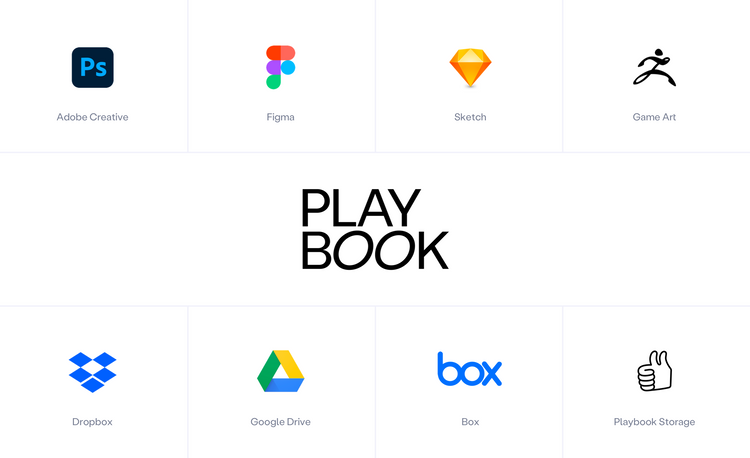 Ps
Adobe Creative
Figma
Sketch
Game Art
PLAY
BOOK
Dropbox
Google Drive
box
Box
Playbook Storage